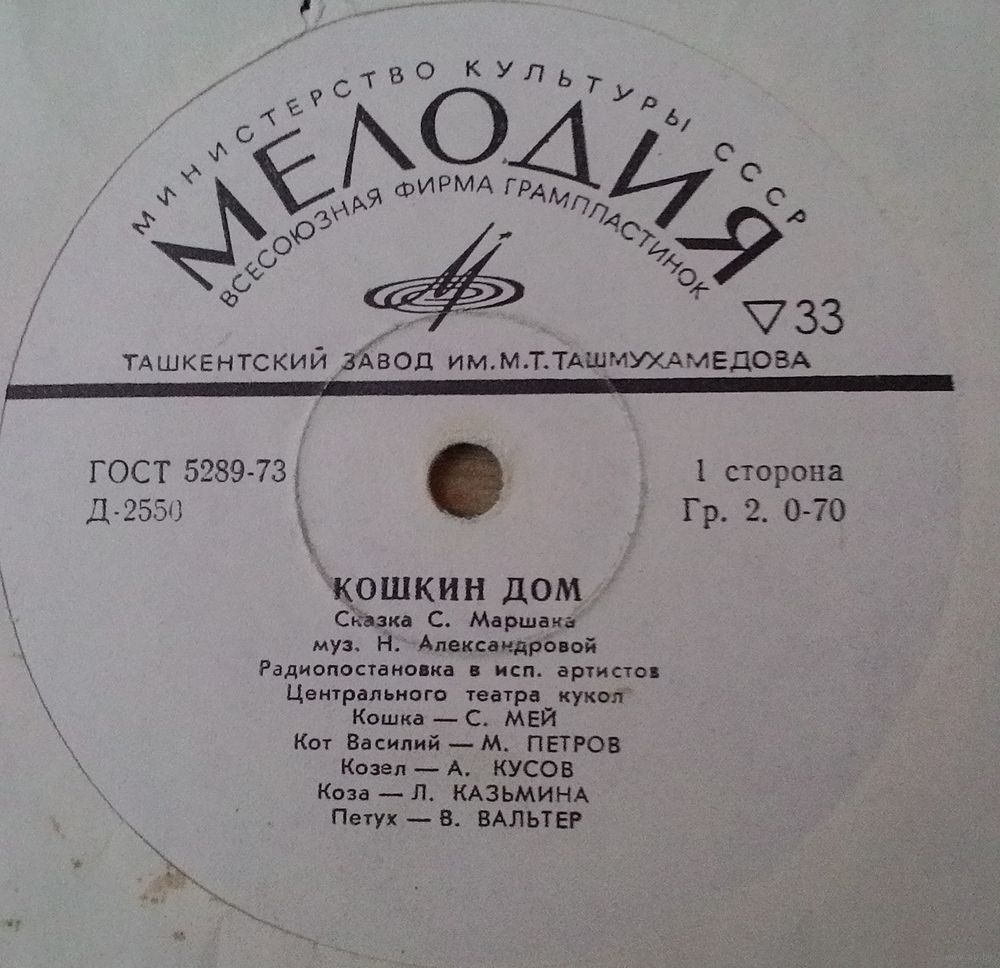 МИНИСТЕРСТВО КУЛЬТУРЫ СССР
МЕЛОДИЯ
ВСЕСОЮЗНАЯ ФИРМА ГРАМПЛАСТИНОК
33
ТАШКЕНТСКИЙ ЗАВОД ИМ.М.Т.ТАШМУХАМЕДОВА
ГОСТ 5289-73
Д-2550
1 сторона
Гр. 2. 0-70
КОШКИН ДОМ
Сказка С. Маршака
муз. Н. Александровой
Радиопостановка в исп. артистов
Центрального театра кукол
Кошка — С. МЕЙ
Кот Василий — М. ПЕТРОВ
Козел — А. КУСОВ
Коза — Л. КАЗЬМИНА
Петух — В. ВАЛЬТЕР